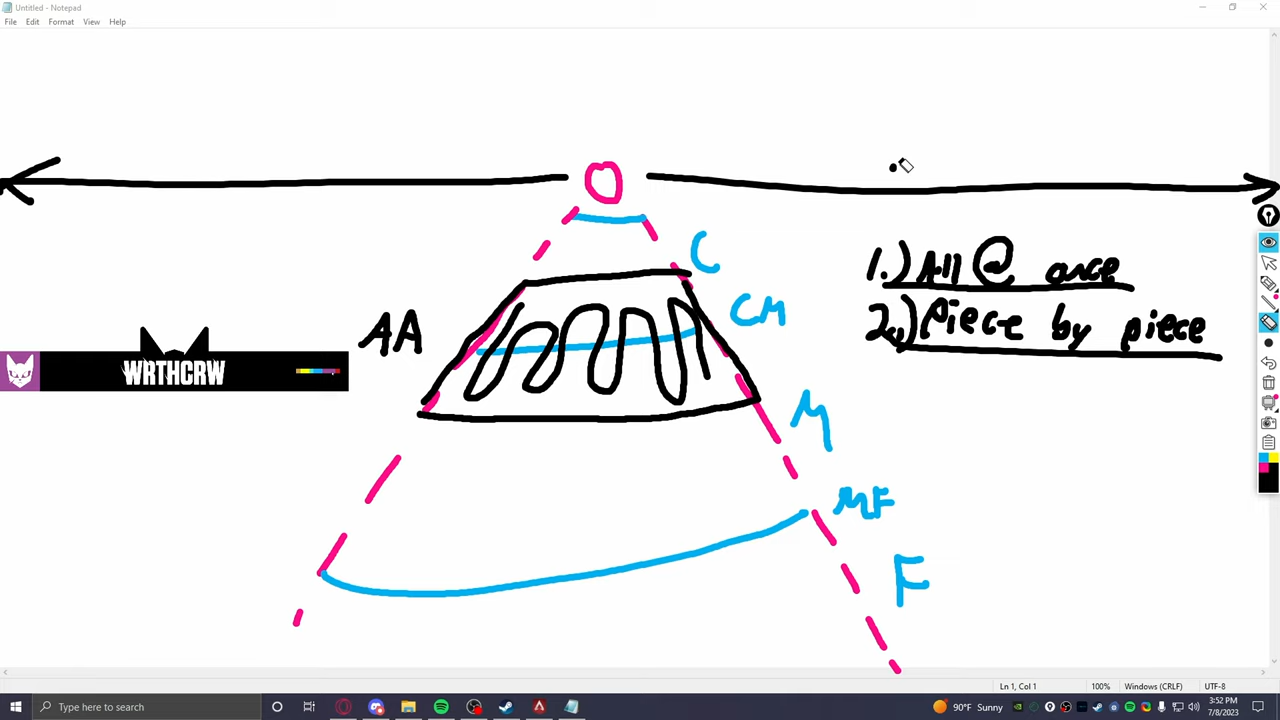 Untitled - Notepad
File Edit Format View Help
C
1.) All @ once
CM
2.) Piece by piece
AA
WRTHCRW
M
MF
F
Ln 1, Col 1 100% Windows (CRLF) UTF-8
Type here to search
90°F Sunny
3:52 PM
7/8/2023